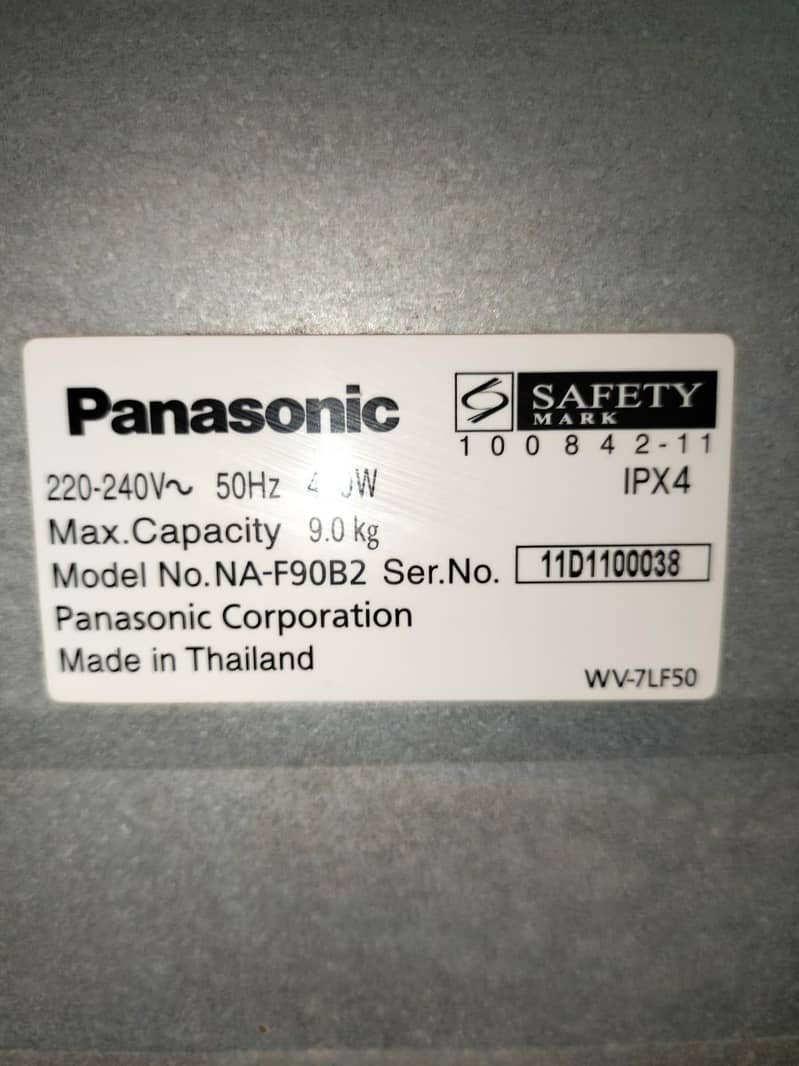 Panasonic
SAFETY
MARK
100842-11
220-240V~ 50Hz
IPX4
Max.Capacity 9.0 kg
Model No.NA-F90B2 Ser.No. 11D1100038
Panasonic Corporation
Made in Thailand
WV-7LF50